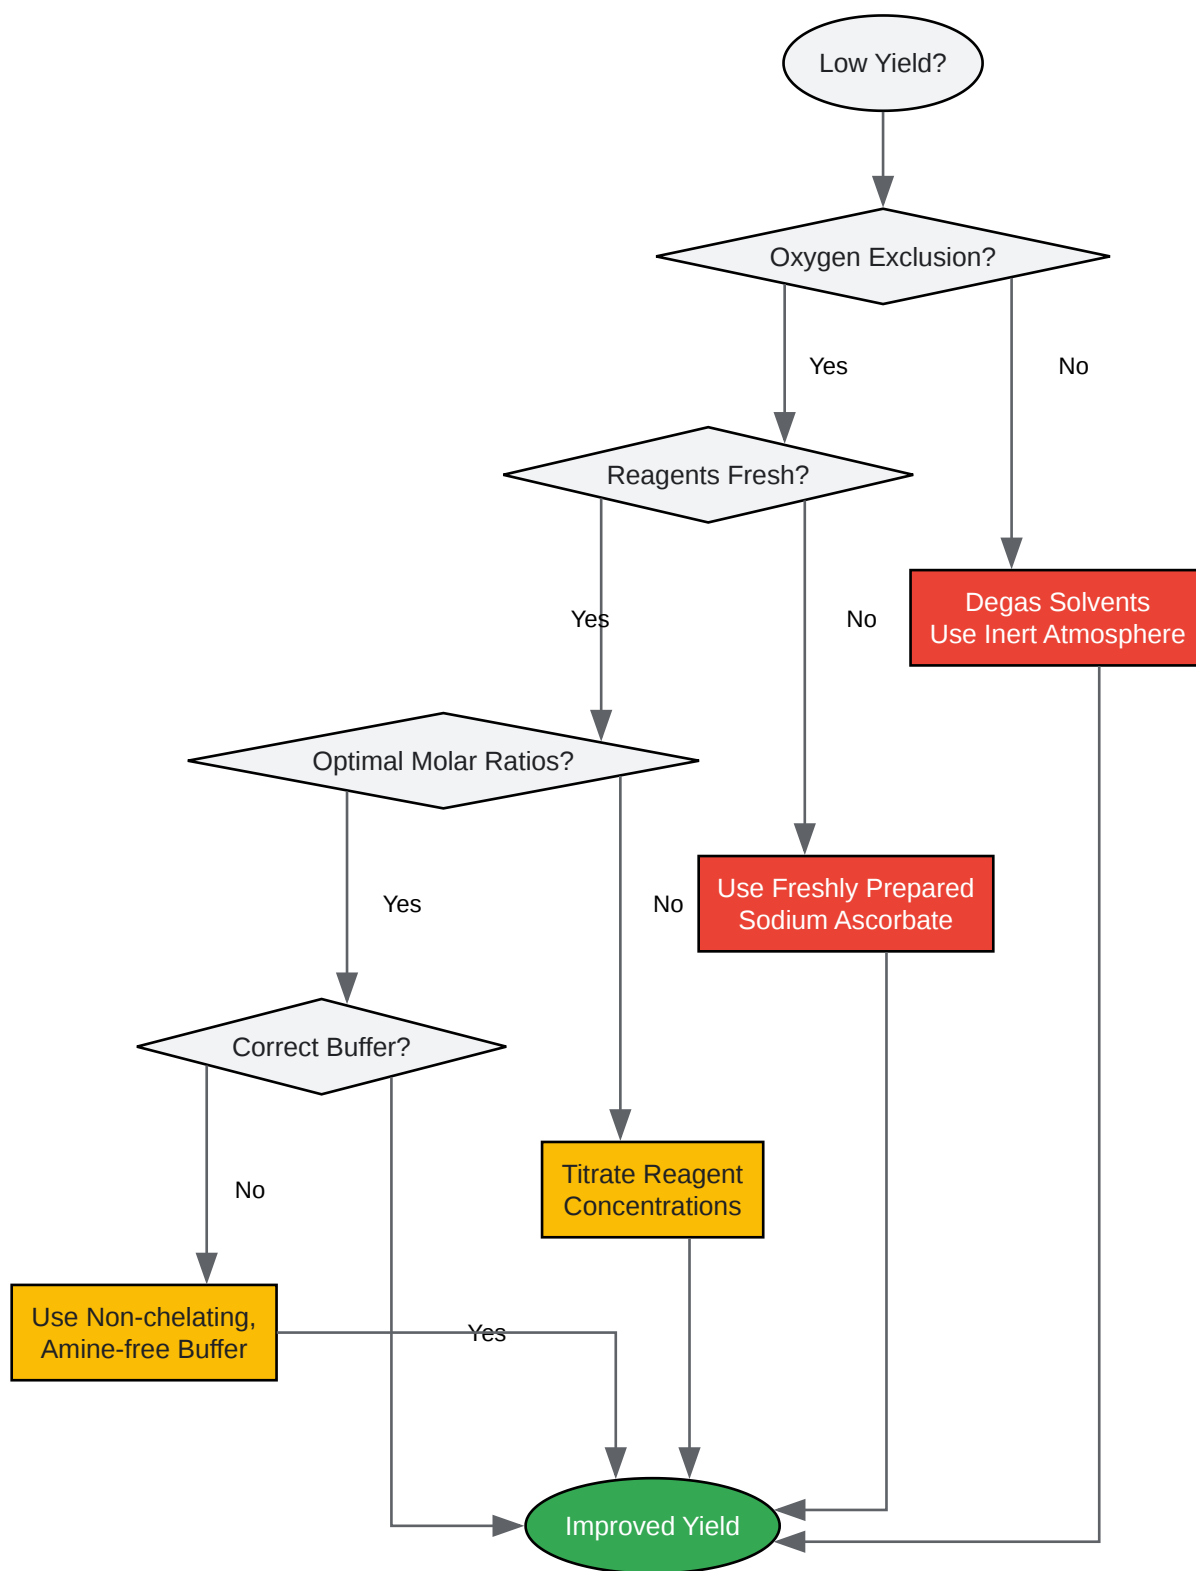 Low Yield?
Oxygen Exclusion?
Yes
No
Reagents Fresh?
Yes
No
Degas Solvents
Use Inert Atmosphere
Optimal Molar Ratios?
Yes
No
Use Freshly Prepared
Sodium Ascorbate
Correct Buffer?
No
Titrate Reagent
Concentrations
Use Non-chelating,
Amine-free Buffer
Yes
Improved Yield